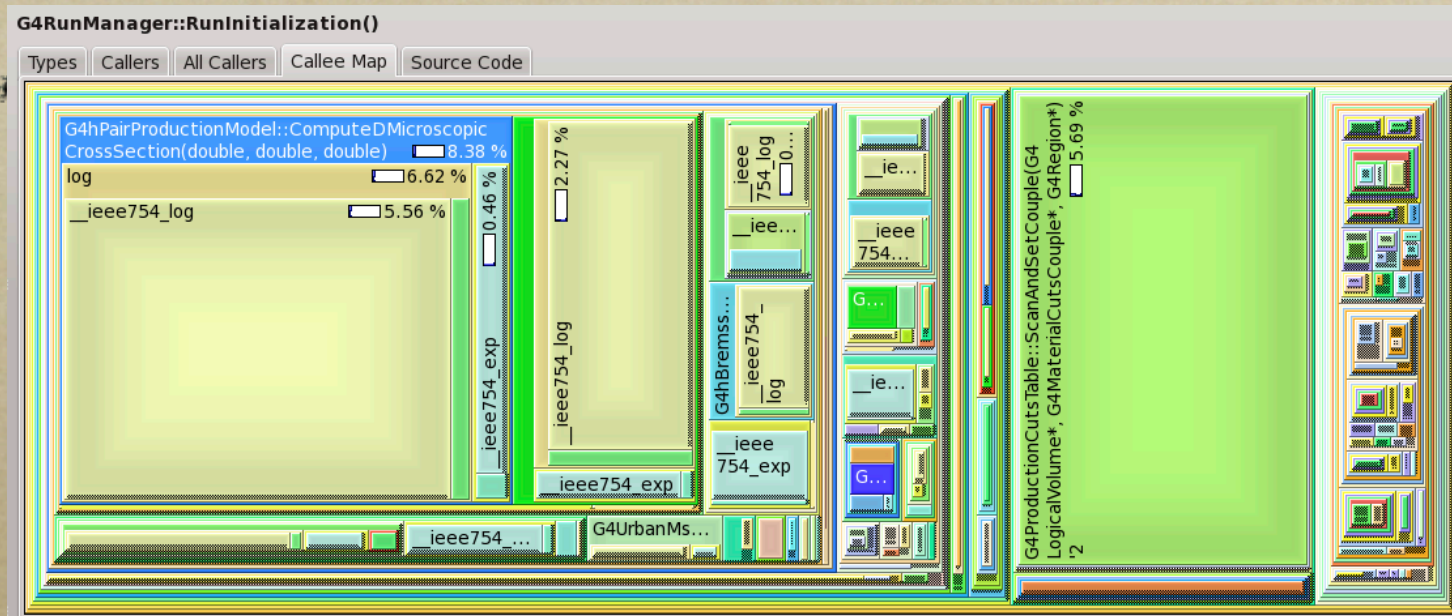 G4RunManager::RunInitialization()
Types
Callers
All Callers
Callee Map
Source Code
G4hPairProductionModel::ComputeDMicroscopic
CrossSection(double, double, double) 8.38 %
log 6.62 %
__ieee754_log 5.56 %
0.46 %
__ieee754_exp
2.27 %
__ieee754_log
__ieee754_exp
__ieee
754_log
0...
__iee...
G4hBremss...
__ieee754_
log
__ieee
754_exp
__ieee754_...
G4UrbanMs...
__ie...
__ieee
754...
G...
__ie...
G...
G4ProductionCutsTable::ScanAndSetCouple(G4
LogicalVolume*, G4MaterialCutsCouple*, G4Region*)
'2
5.69 %